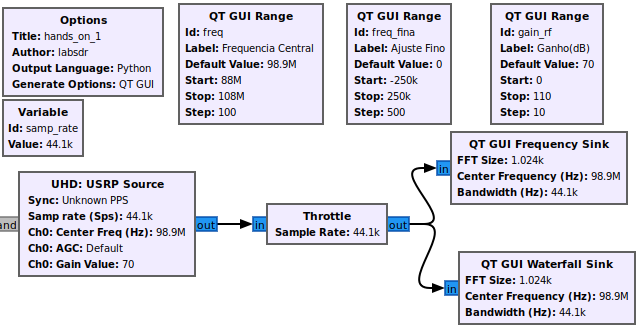 Options
Title: hands_on_1
Author: labsdr
Output Language: Python
Generate Options: QT GUI
QT GUI Range
Id: freq
Label: Frequencia Central
Default Value: 98.9M
Start: 88M
Stop: 108M
Step: 100
QT GUI Range
Id: freq_fina
Label: Ajuste Fino
Default Value: 0
Start: -250k
Stop: 250k
Step: 500
QT GUI Range
Id: gain_rf
Label: Ganho(dB)
Default Value: 70
Start: 0
Stop: 110
Step: 10
Variable
Id: samp_rate
Value: 44.1k
and
UHD: USRP Source
Sync: Unknown PPS
Samp rate (Sps): 44.1k
Ch0: Center Freq (Hz): 98.9M
Ch0: AGC: Default
Ch0: Gain Value: 70
out
in
Throttle
Sample Rate: 44.1k
out
in
QT GUI Frequency Sink
FFT Size: 1.024k
Center Frequency (Hz): 98.9M
Bandwidth (Hz): 44.1k
in
QT GUI Waterfall Sink
FFT Size: 1.024k
Center Frequency (Hz): 98.9M
Bandwidth (Hz): 44.1k